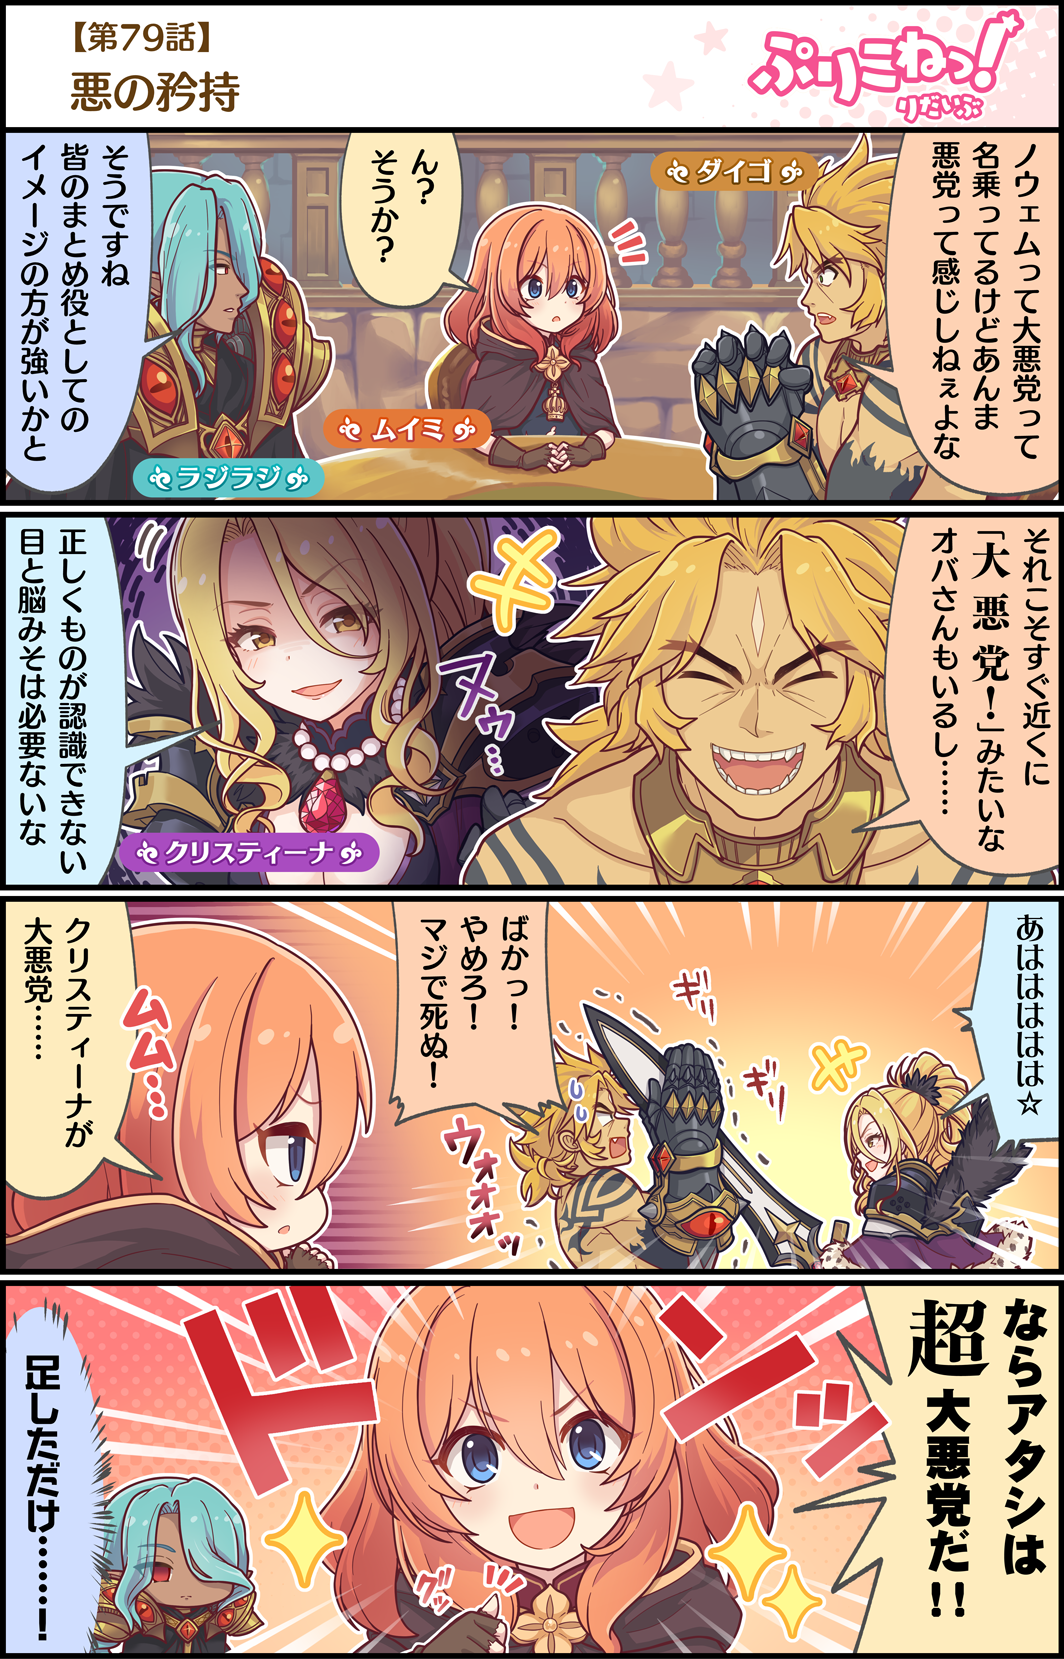 【第79話】
悪の矜持
ぷりこねっ!
りだいぶ
ノウェムって大悪党って
名乗ってるけどあんま
悪党って感じしねぇよな
ダイゴ
ん?
そうか?
ムイミ
そうですね
皆のまとめ役としての
イメージの方が強いかと
ラジラジ
それこそすぐ近くに
「大悪党!」みたいな
オバさんもいるし……
ヌゥ…
正しくものが認識できない
目と脳みそは必要ないな
クリスティーナ
あははははは☆
ギリ
ギリ
ばかっ!
やめろ!
マジで死ぬ!
ウォオオッ
ムム…
クリスティーナが
大悪党……
ならアタシは
超大悪党だ!!
ドン
グッ
足しただけ……!